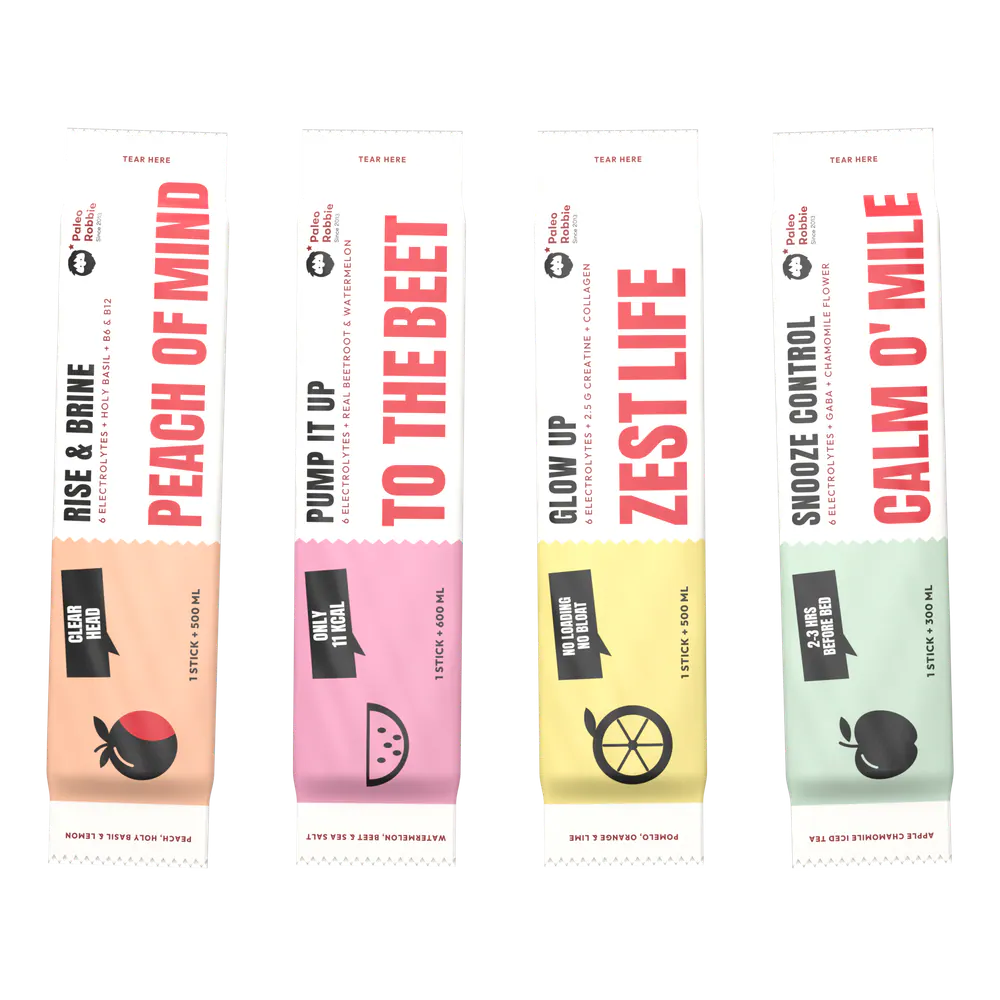 TEAR HERE
Paleo
Robbie
Since 2013
RISE & BRINE
6 ELECTROLYTES + HOLY BASIL + B6 & B12
PEACH OF MIND
CLEAR
HEAD
1 STICK + 500 ML
PEACH, HOLY BASIL & LEMON
TEAR HERE
Paleo
Robbie
Since 2013
PUMP IT UP
6 ELECTROLYTES + REAL BEETROOT & WATERMELON
TO THE BEET
ONLY
11 KCAL
1 STICK + 600 ML
WATERMELON, BEET & SEA SALT
TEAR HERE
Paleo
Robbie
Since 2013
GLOW UP
6 ELECTROLYTES + 2.5 G CREATINE + COLLAGEN
ZEST LIFE
NO LOADING
NO BLOAT
1 STICK + 500 ML
POMELO, ORANGE & LIME
TEAR HERE
Paleo
Robbie
Since 2013
SNOOZE CONTROL
6 ELECTROLYTES + GABA + CHAMOMILE FLOWER
CALM O' MILE
2-3 HRS
BEFORE BED
1 STICK + 300 ML
APPLE CHAMOMILE ICED TEA